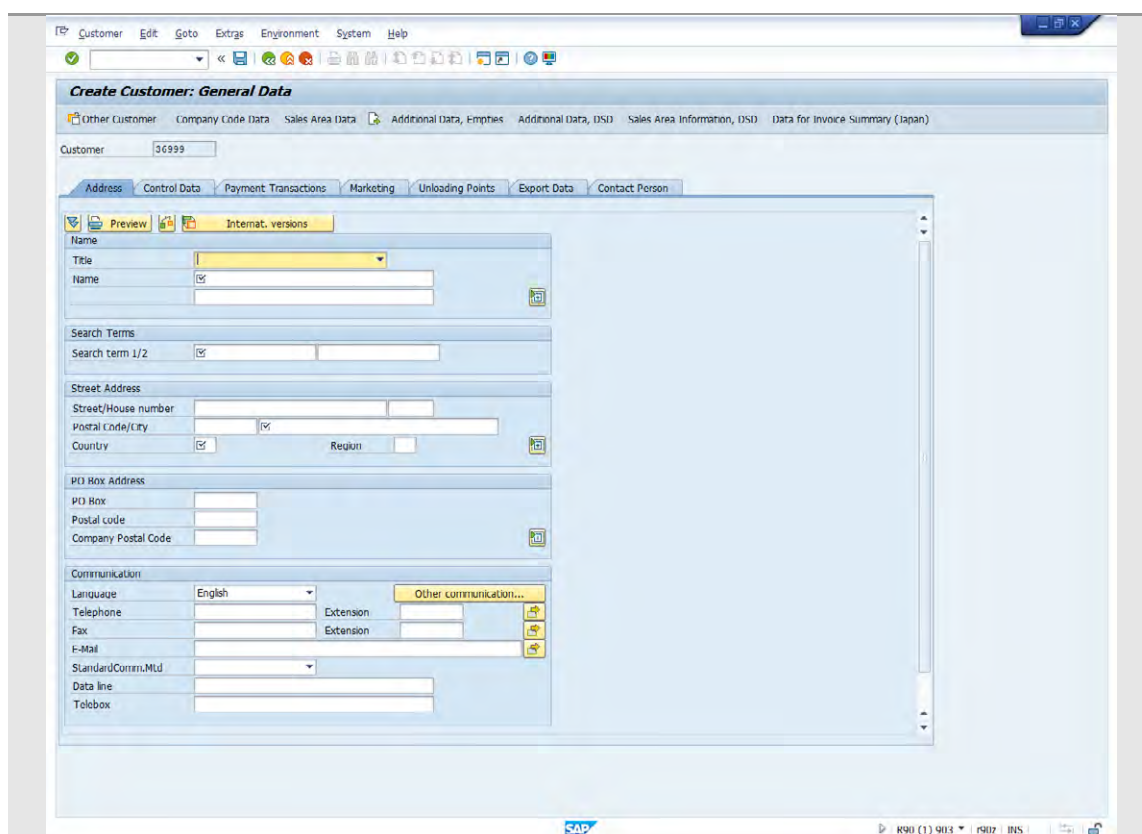 Customer Edit Goto Extras Environment System Help
Create Customer: General Data
Other Customer Company Code Data Sales Area Data Additional Data, Empties Additional Data, DSD Sales Area Information, DSD Data for Invoice Summary (Japan)
Customer 36999
Address Control Data Payment Transactions Marketing Unloading Points Export Data Contact Person
Preview Internat. versions
Name
Title
Name
Search Terms
Search term 1/2
Street Address
Street/House number
Postal Code/City
Country Region
PO Box Address
PO Box
Postal code
Company Postal Code
Communication
Language English Other communication...
Telephone Extension
Fax Extension
E-Mail
StandardComm.Mtd
Data line
Telebox
SAP R90 (1) 903 r90z INS